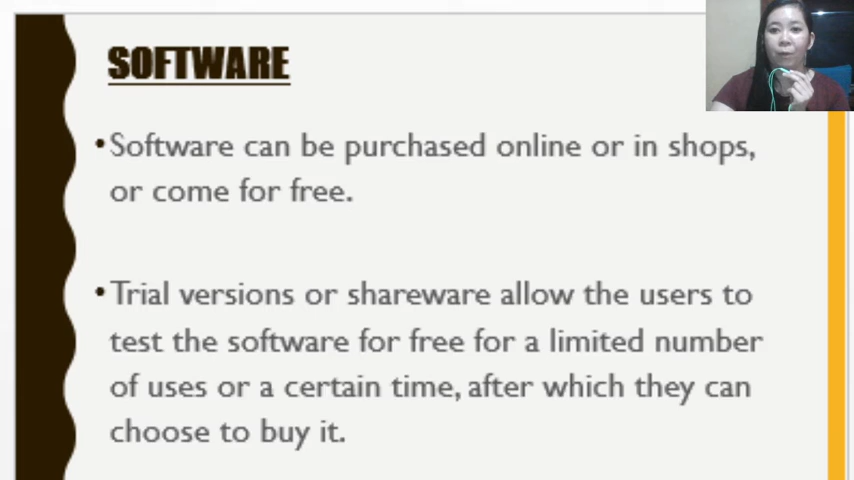 SOFTWARE
•Software can be purchased online or in shops,
or come for free.
•Trial versions or shareware allow the users to
test the software for free for a limited number
of uses or a certain time, after which they can
choose to buy it.